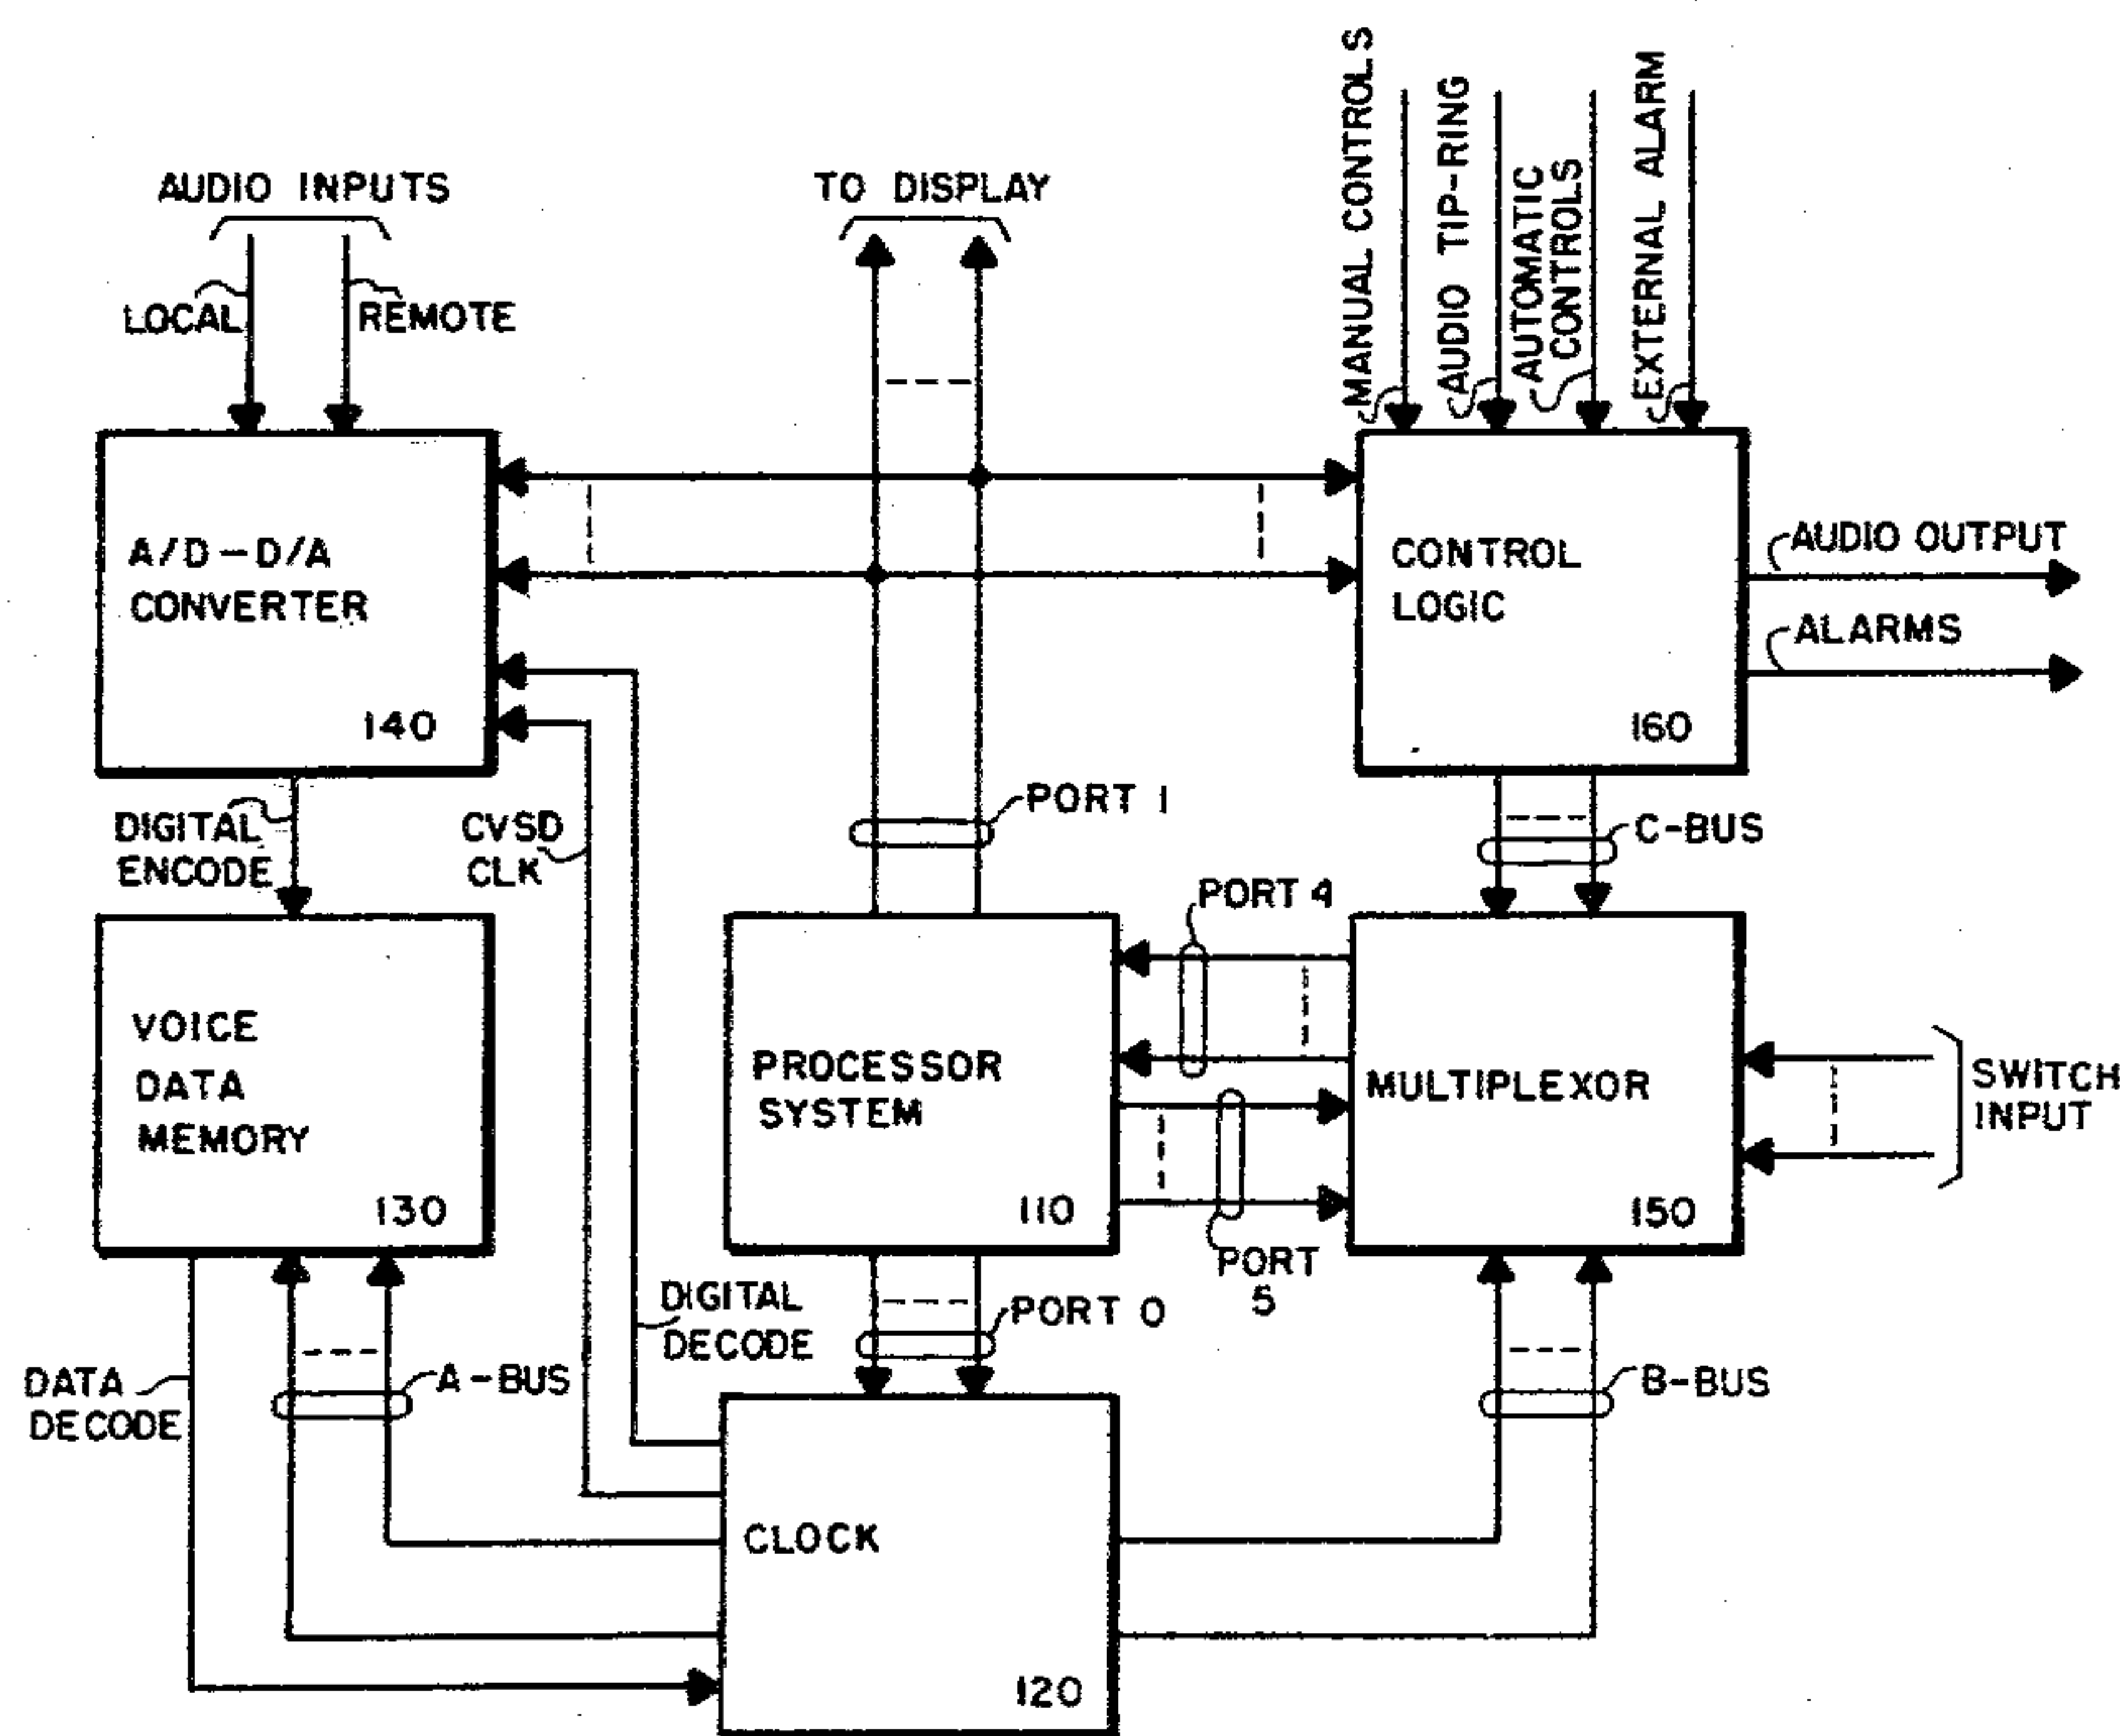 MANUAL CONTROLS
AUDIO TIP-RING
AUTOMATIC
CONTROLS
EXTERNAL ALARM
AUDIO INPUTS
TO DISPLAY
LOCAL
REMOTE
A/D-D/A
CONVERTER
140
CONTROL
LOGIC
160
AUDIO OUTPUT
ALARMS
DIGITAL
ENCODE
CVSD
CLK
PORT 1
C-BUS
PORT 4
VOICE
DATA
MEMORY
130
PROCESSOR
SYSTEM
110
MULTIPLEXOR
150
SWITCH
INPUT
PORT
5
DIGITAL
DECODE
PORT 0
DATA
DECODE
A-BUS
B-BUS
CLOCK
120